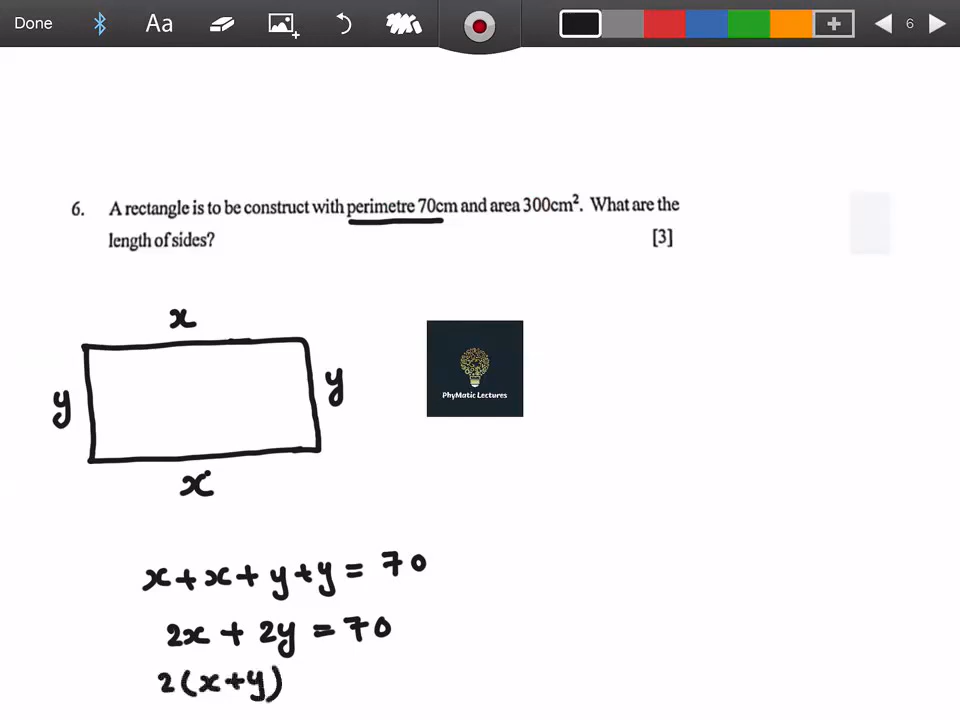 Done Aa 6
6. A rectangle is to be construct with perimetre 70cm and area 300cm². What are the
length of sides? [3]
x
y y
PhyMatic Lectures
x
x+x+y+y = 70
2x + 2y = 70
2(x+y)